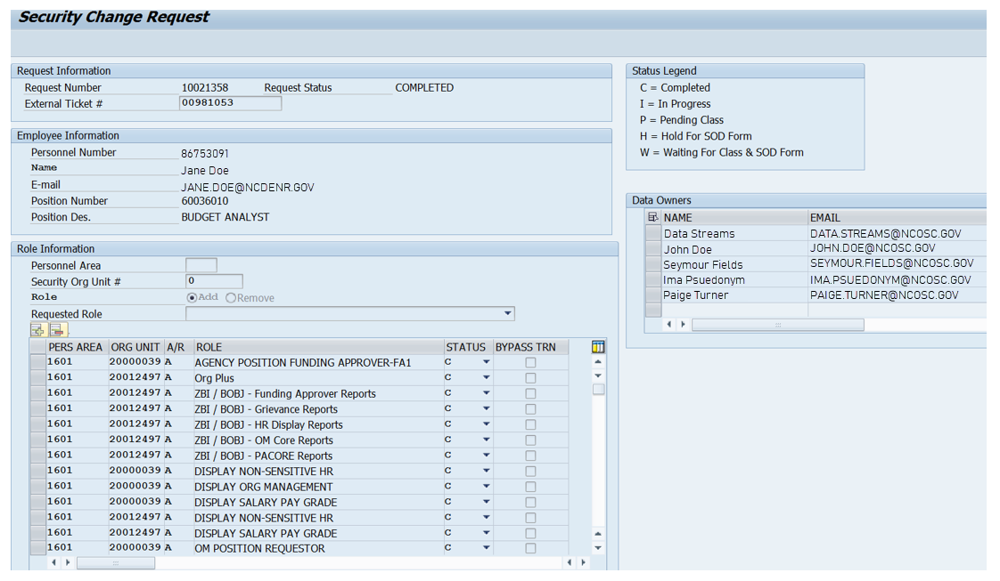 Security Change Request
Request Information
Request Number 10021358 Request Status COMPLETED
External Ticket # 00981053
Employee Information
Personnel Number 86753091
Name Jane Doe
E-mail JANE.DOE@NCDENR.GOV
Position Number 60036010
Position Des. BUDGET ANALYST
Role Information
Personnel Area
Security Org Unit # 0
Role Add Remove
Requested Role
PERS AREA ORG UNIT A/R ROLE STATUS BYPASS TRN
1601 20000039 A AGENCY POSITION FUNDING APPROVER-FA1 C
1601 20012497 A Org Plus C
1601 20012497 A ZBI / BOBJ - Funding Approver Reports C
1601 20012497 A ZBI / BOBJ - Grievance Reports C
1601 20012497 A ZBI / BOBJ - HR Display Reports C
1601 20012497 A ZBI / BOBJ - OM Core Reports C
1601 20012497 A ZBI / BOBJ - PACORE Reports C
1601 20000039 A DISPLAY NON-SENSITIVE HR C
1601 20000039 A DISPLAY ORG MANAGEMENT C
1601 20000039 A DISPLAY SALARY PAY GRADE C
1601 20012497 A DISPLAY NON-SENSITIVE HR C
1601 20012497 A DISPLAY SALARY PAY GRADE C
1601 20000039 A OM POSITION REQUESTOR C
Status Legend
C = Completed
I = In Progress
P = Pending Class
H = Hold For SOD Form
W = Waiting For Class & SOD Form
Data Owners
NAME EMAIL
Data Streams DATA.STREAMS@NCOSC.GOV
John Doe JOHN.DOE@NCOSC.GOV
Seymour Fields SEYMOUR.FIELDS@NCOSC.GOV
Ima Psuedonym IMA.PSUEDONYM@NCOSC.GOV
Paige Turner PAIGE.TURNER@NCOSC.GOV